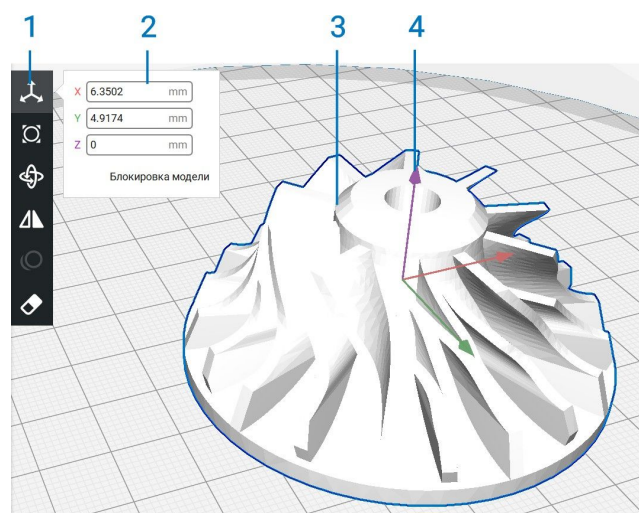 1 2 3 4
X 6.3502 mm
Y 4.9174 mm
Z 0 mm
Блокировка модели